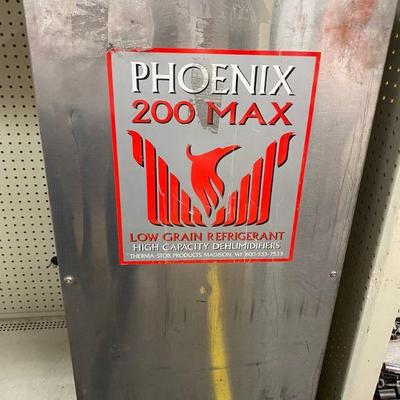 PHOENIX
200 MAX
LOW GRAIN REFRIGERANT
HIGH CAPACITY DEHUMIDIFIERS
THERMA-STOR PRODUCTS MADISON, WI 800-533-7533